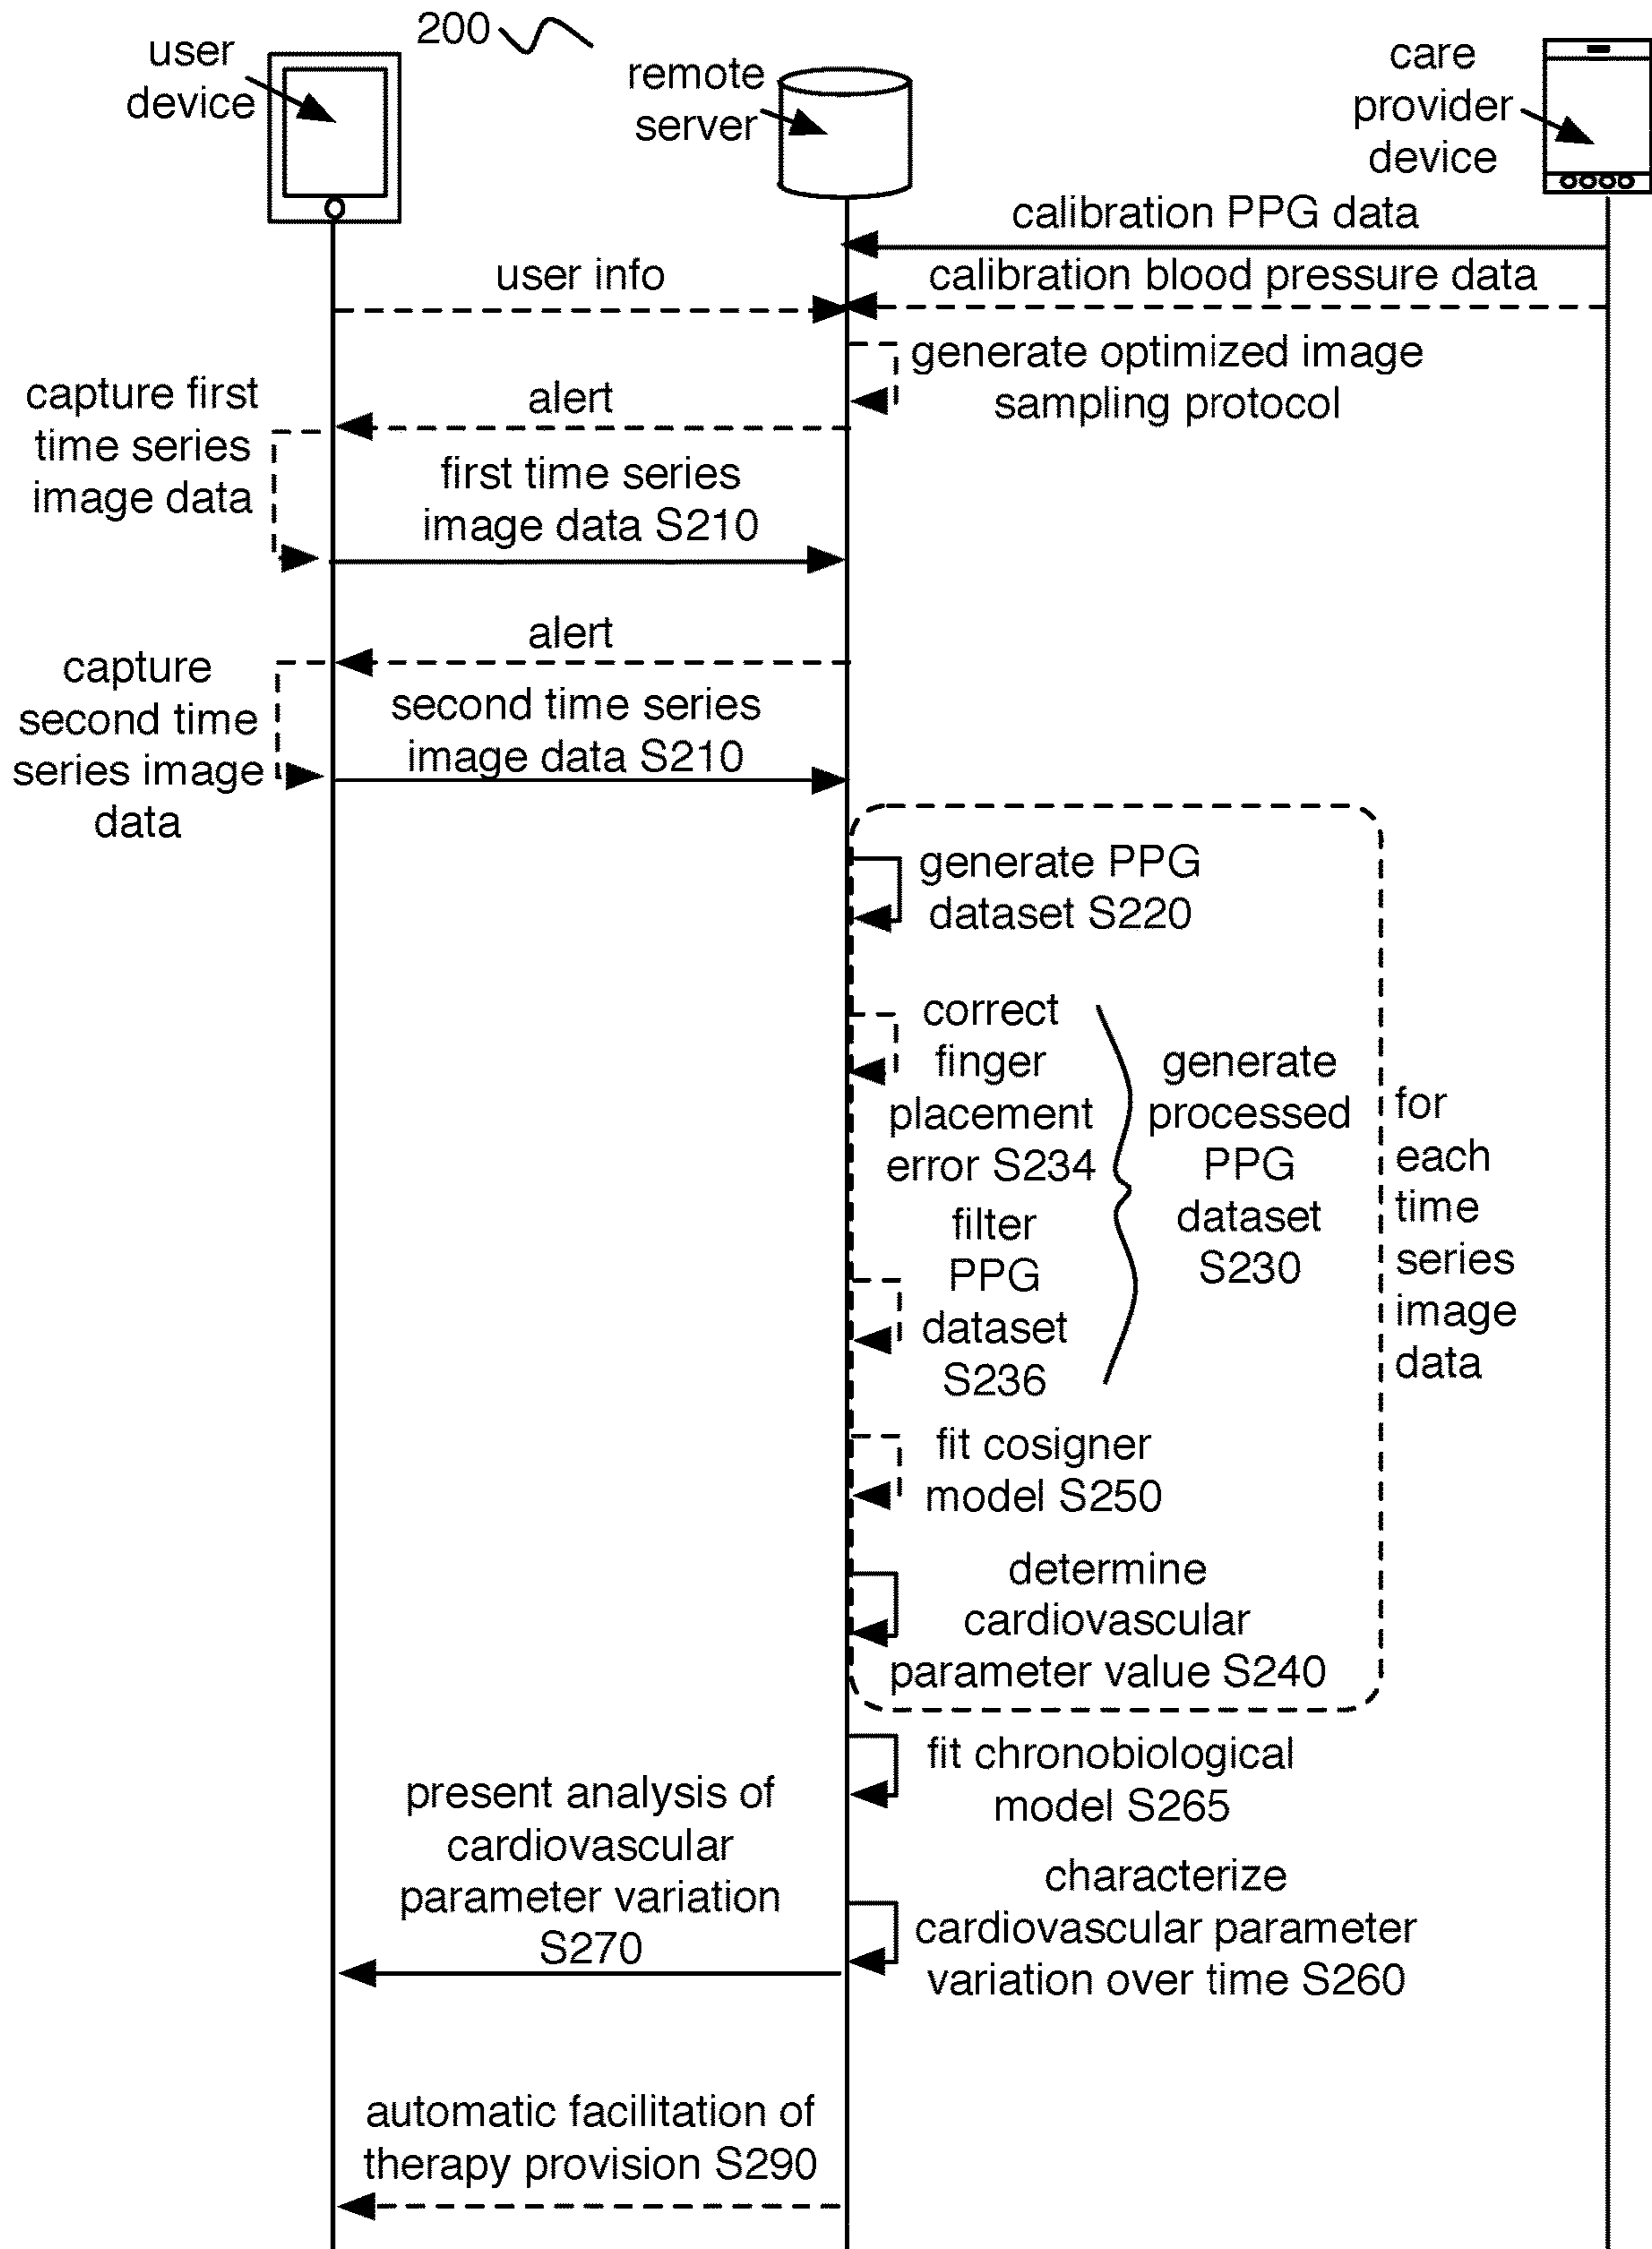 200
user
device
remote
server
care
provider
device
calibration PPG data
user info
calibration blood pressure data
generate optimized image
sampling protocol
capture first
time series
image data
alert
first time series
image data S210
alert
capture
second time
series image
data
second time series
image data S210
generate PPG
dataset S220
correct
finger
placement
error S234
filter
PPG
dataset
S236
generate
processed
PPG
dataset
S230
for
each
time
series
image
data
fit cosigner
model S250
determine
cardiovascular
parameter value S240
fit chronobiological
model S265
present analysis of
cardiovascular
parameter variation
S270
characterize
cardiovascular parameter
variation over time S260
automatic facilitation of
therapy provision S290